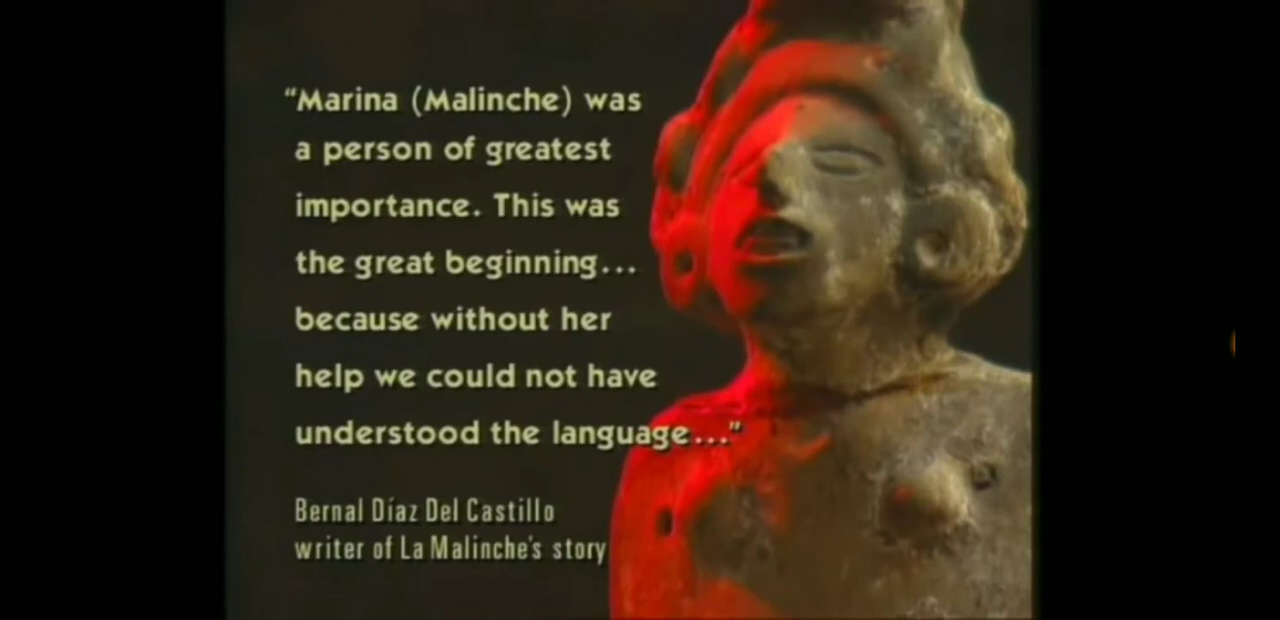 “Marina (Malinche) was
a person of greatest
importance. This was
the great beginning...
because without her
help we could not have
understood the language...”
Bernal Díaz Del Castillo
writer of La Malinche's story